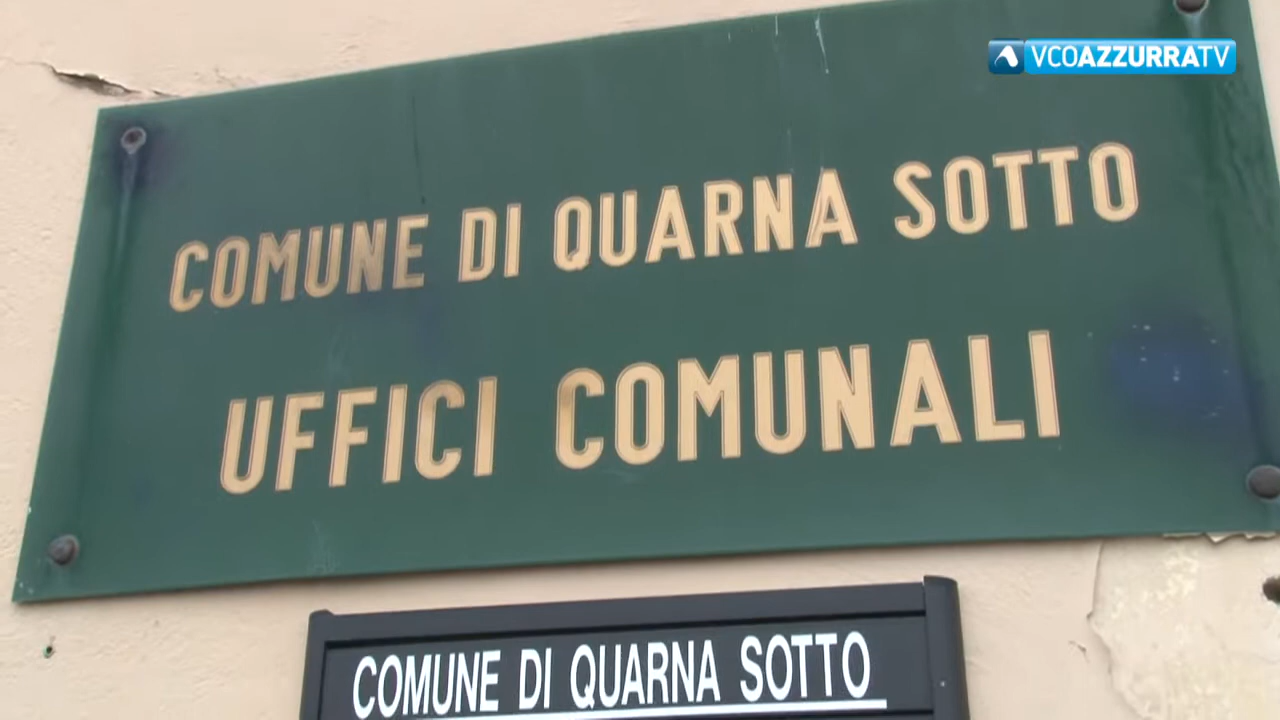 VCOAZZURRATV
COMUNE DI QUARNA SOTTO
UFFICI COMUNALI
COMUNE DI QUARNA SOTTO